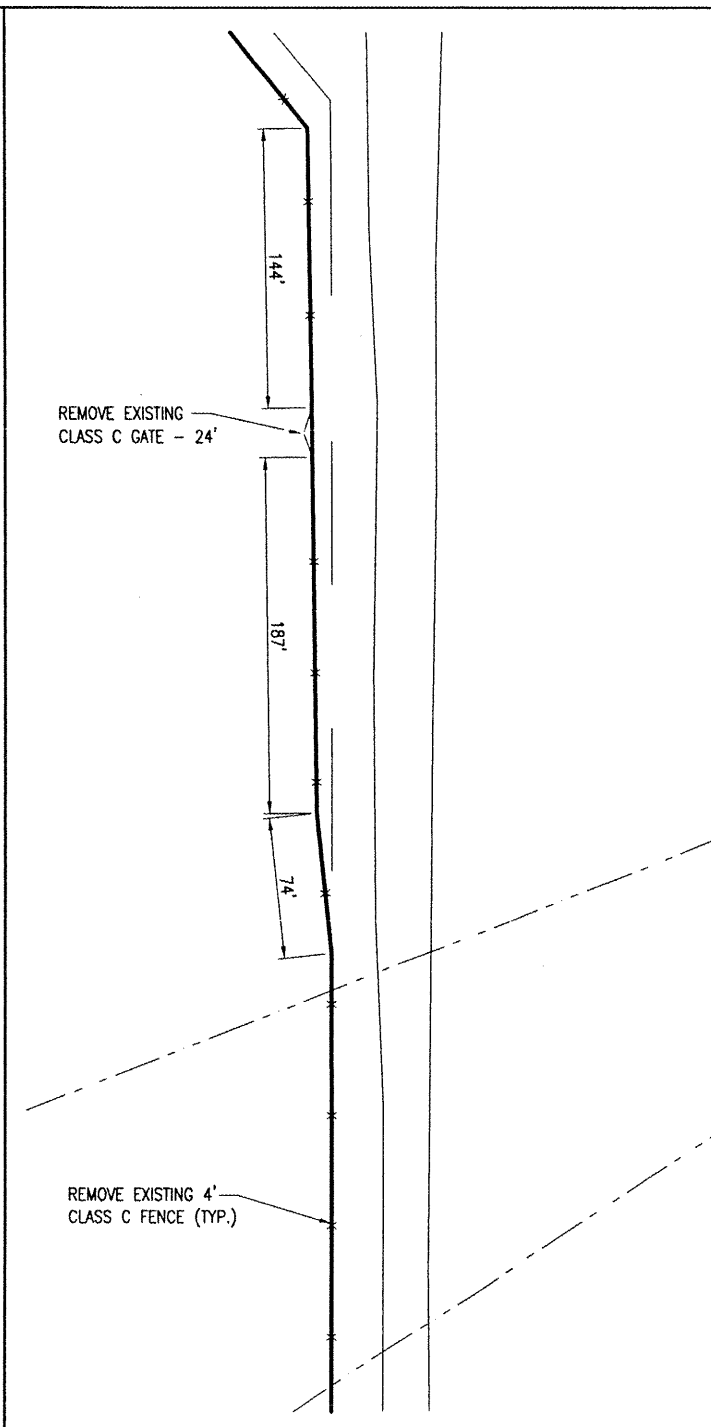 144'
REMOVE EXISTING
CLASS C GATE - 24'
187'
74'
REMOVE EXISTING 4'
CLASS C FENCE (TYP.)